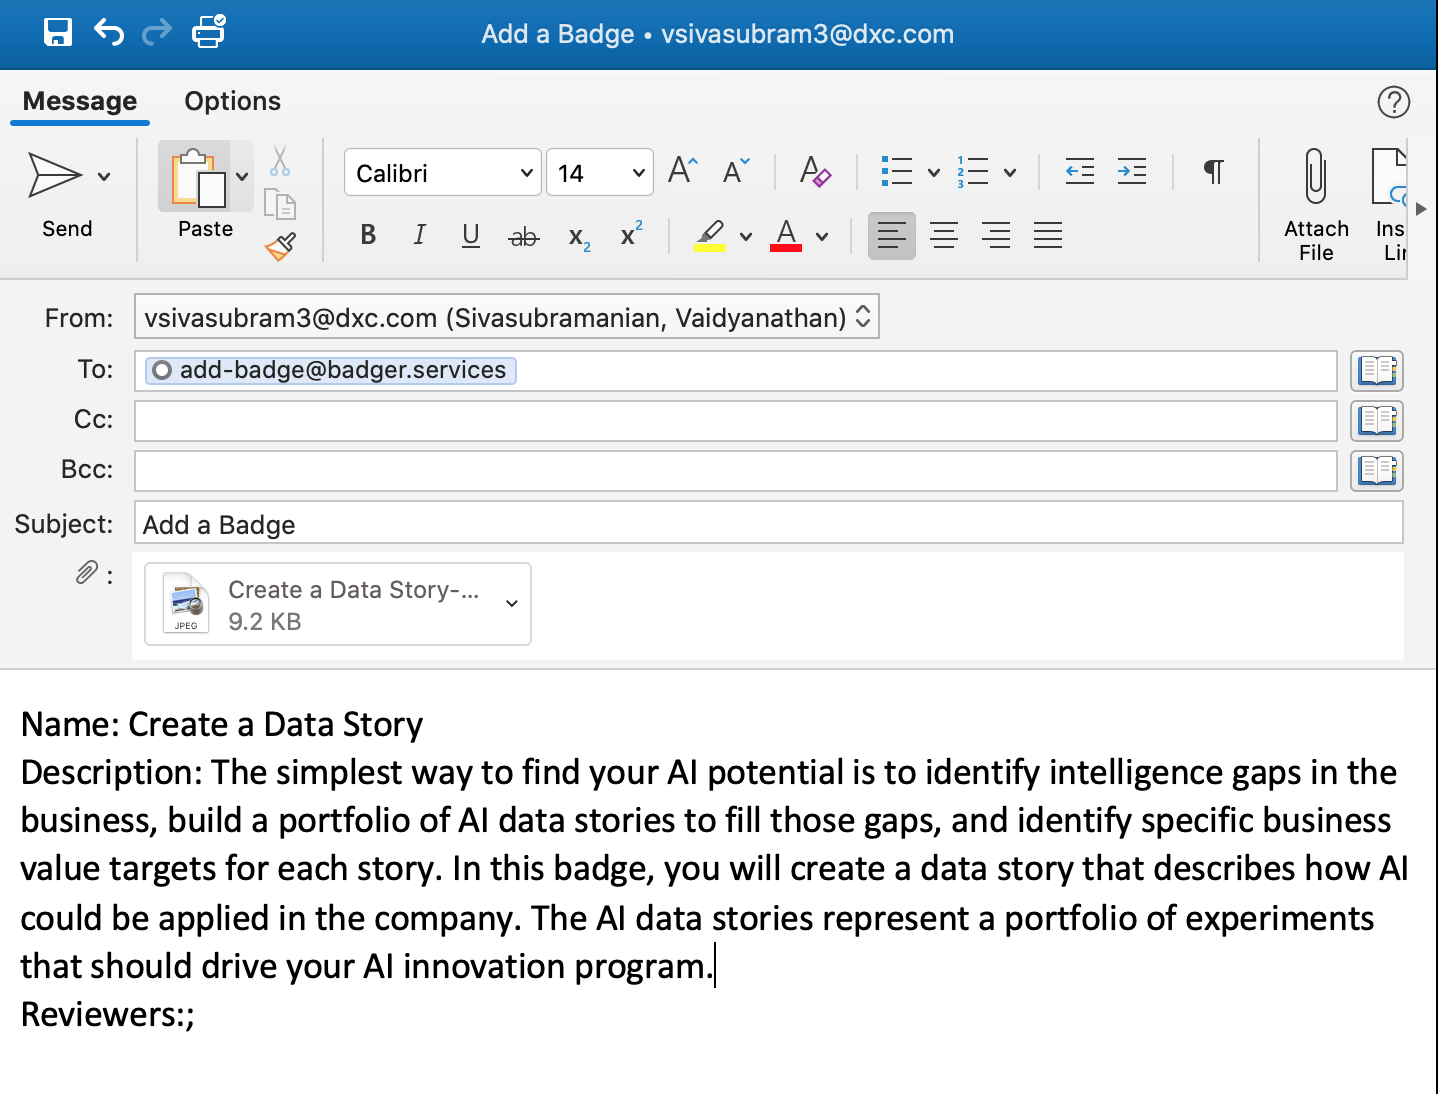 Add a Badge • vsivasubram3@dxc.com
Message Options
Send
Paste
Calibri 14
B I U ab x2 x2 A
Attach File
From: vsivasubram3@dxc.com (Sivasubramanian, Vaidyanathan)
To: add-badge@badger.services
Cc:
Bcc:
Subject: Add a Badge
: JPEG Create a Data Story-...
9.2 KB
Name: Create a Data Story
Description: The simplest way to find your AI potential is to identify intelligence gaps in the
business, build a portfolio of AI data stories to fill those gaps, and identify specific business
value targets for each story. In this badge, you will create a data story that describes how AI
could be applied in the company. The AI data stories represent a portfolio of experiments
that should drive your AI innovation program.
Reviewers:;